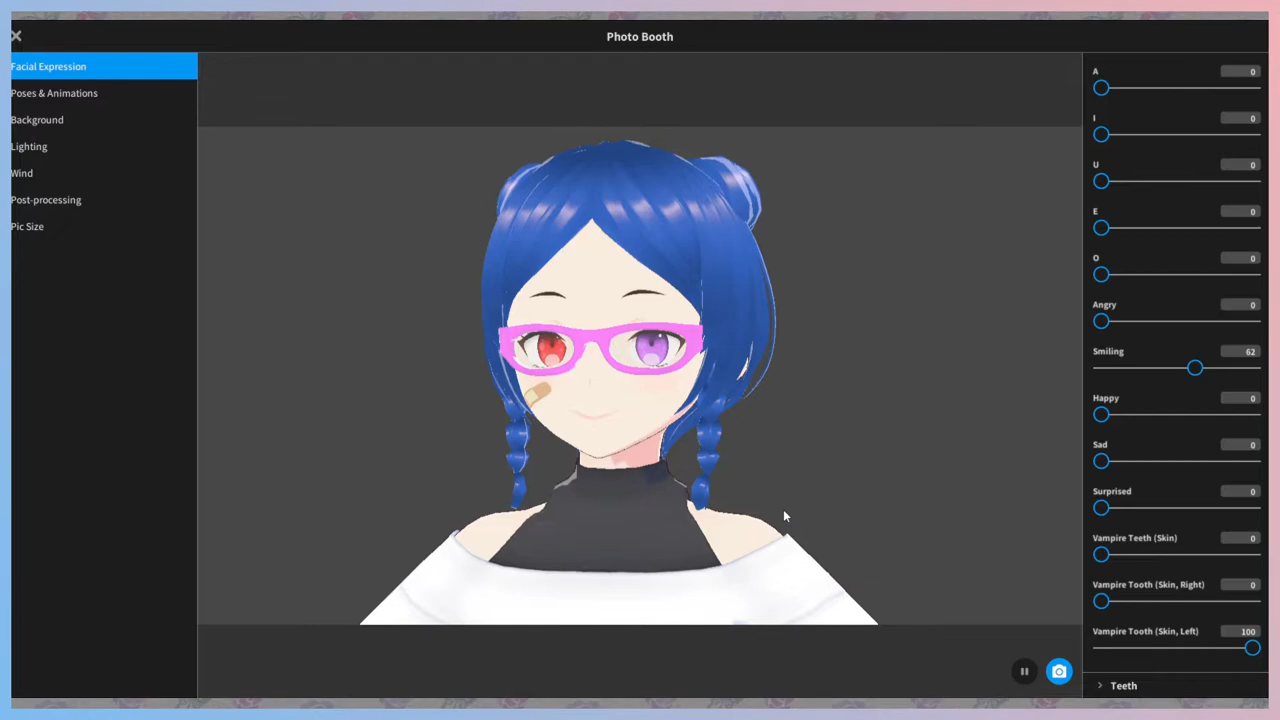 Photo Booth
Facial Expression
Poses & Animations
Background
Lighting
Wind
Post-processing
Pic Size
A 0
I 0
U 0
E 0
O 0
Angry 0
Smiling 62
Happy 0
Sad 0
Surprised 0
Vampire Teeth (Skin) 0
Vampire Tooth (Skin, Right) 0
Vampire Tooth (Skin, Left) 100
Teeth